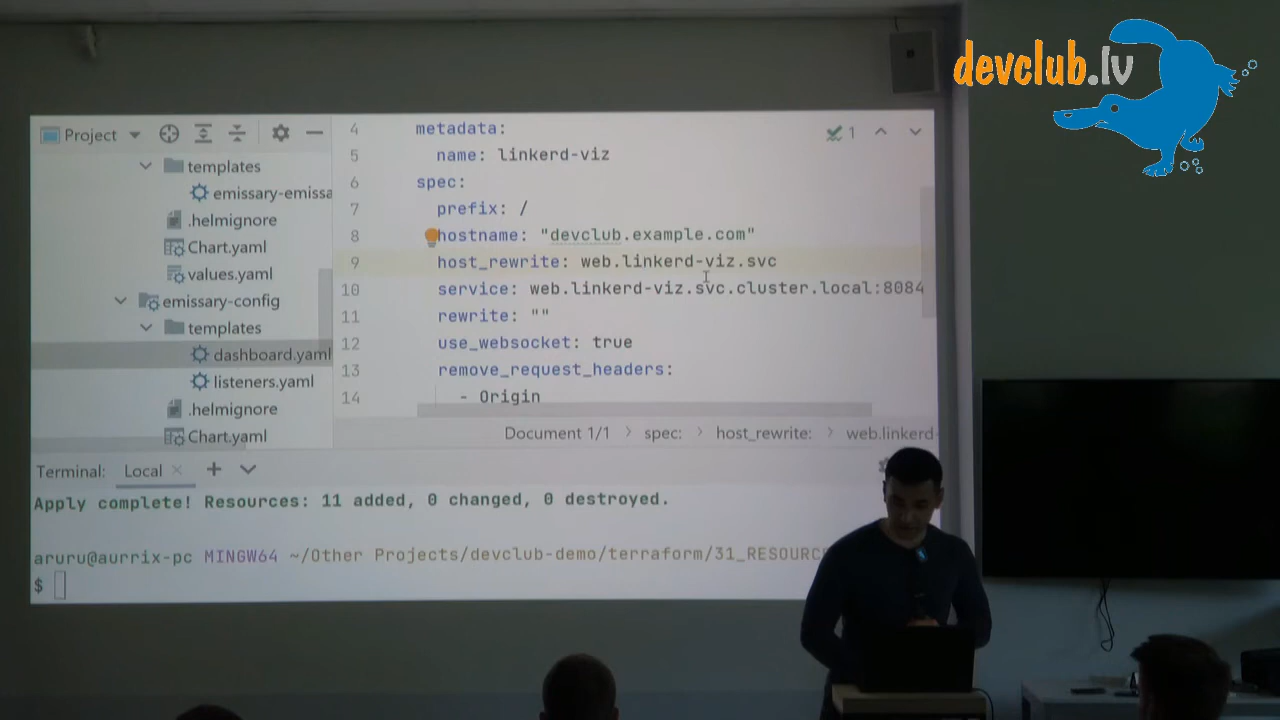 devclub.lv
Project
templates
emissary-emissa
.helmignore
Chart.yaml
values.yaml
emissary-config
templates
dashboard.yaml
listeners.yaml
.helmignore
Chart.yaml
4 metadata:
5 name: linkerd-viz
6 spec:
7 prefix: /
8 hostname: "devclub.example.com"
9 host_rewrite: web.linkerd-viz.svc
10 service: web.linkerd-viz.svc.cluster.local:8084
11 rewrite: ""
12 use_websocket: true
13 remove_request_headers:
14 - Origin
1
Document 1/1 > spec: > host_rewrite: > web.linkerd
Terminal: Local × +
Apply complete! Resources: 11 added, 0 changed, 0 destroyed.
aruru@aurrix-pc MINGW64 ~/Other Projects/devclub-demo/terraform/31_RESOURC
$